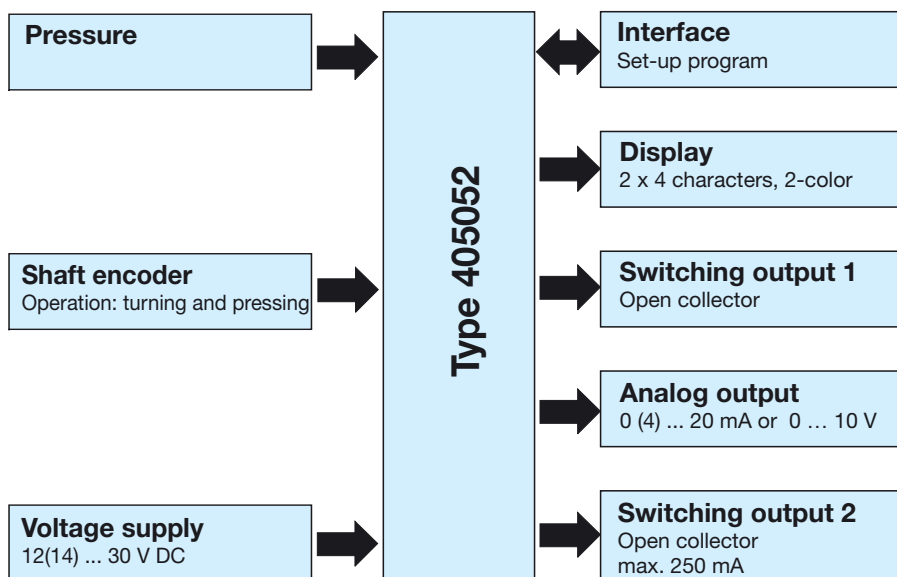 Pressure
Shaft encoder
Operation: turning and pressing
Voltage supply
12(14) ... 30 V DC
Type 405052
Interface
Set-up program
Display
2 x 4 characters, 2-color
Switching output 1
Open collector
Analog output
0 (4) ... 20 mA or 0 … 10 V
Switching output 2
Open collector
max. 250 mA